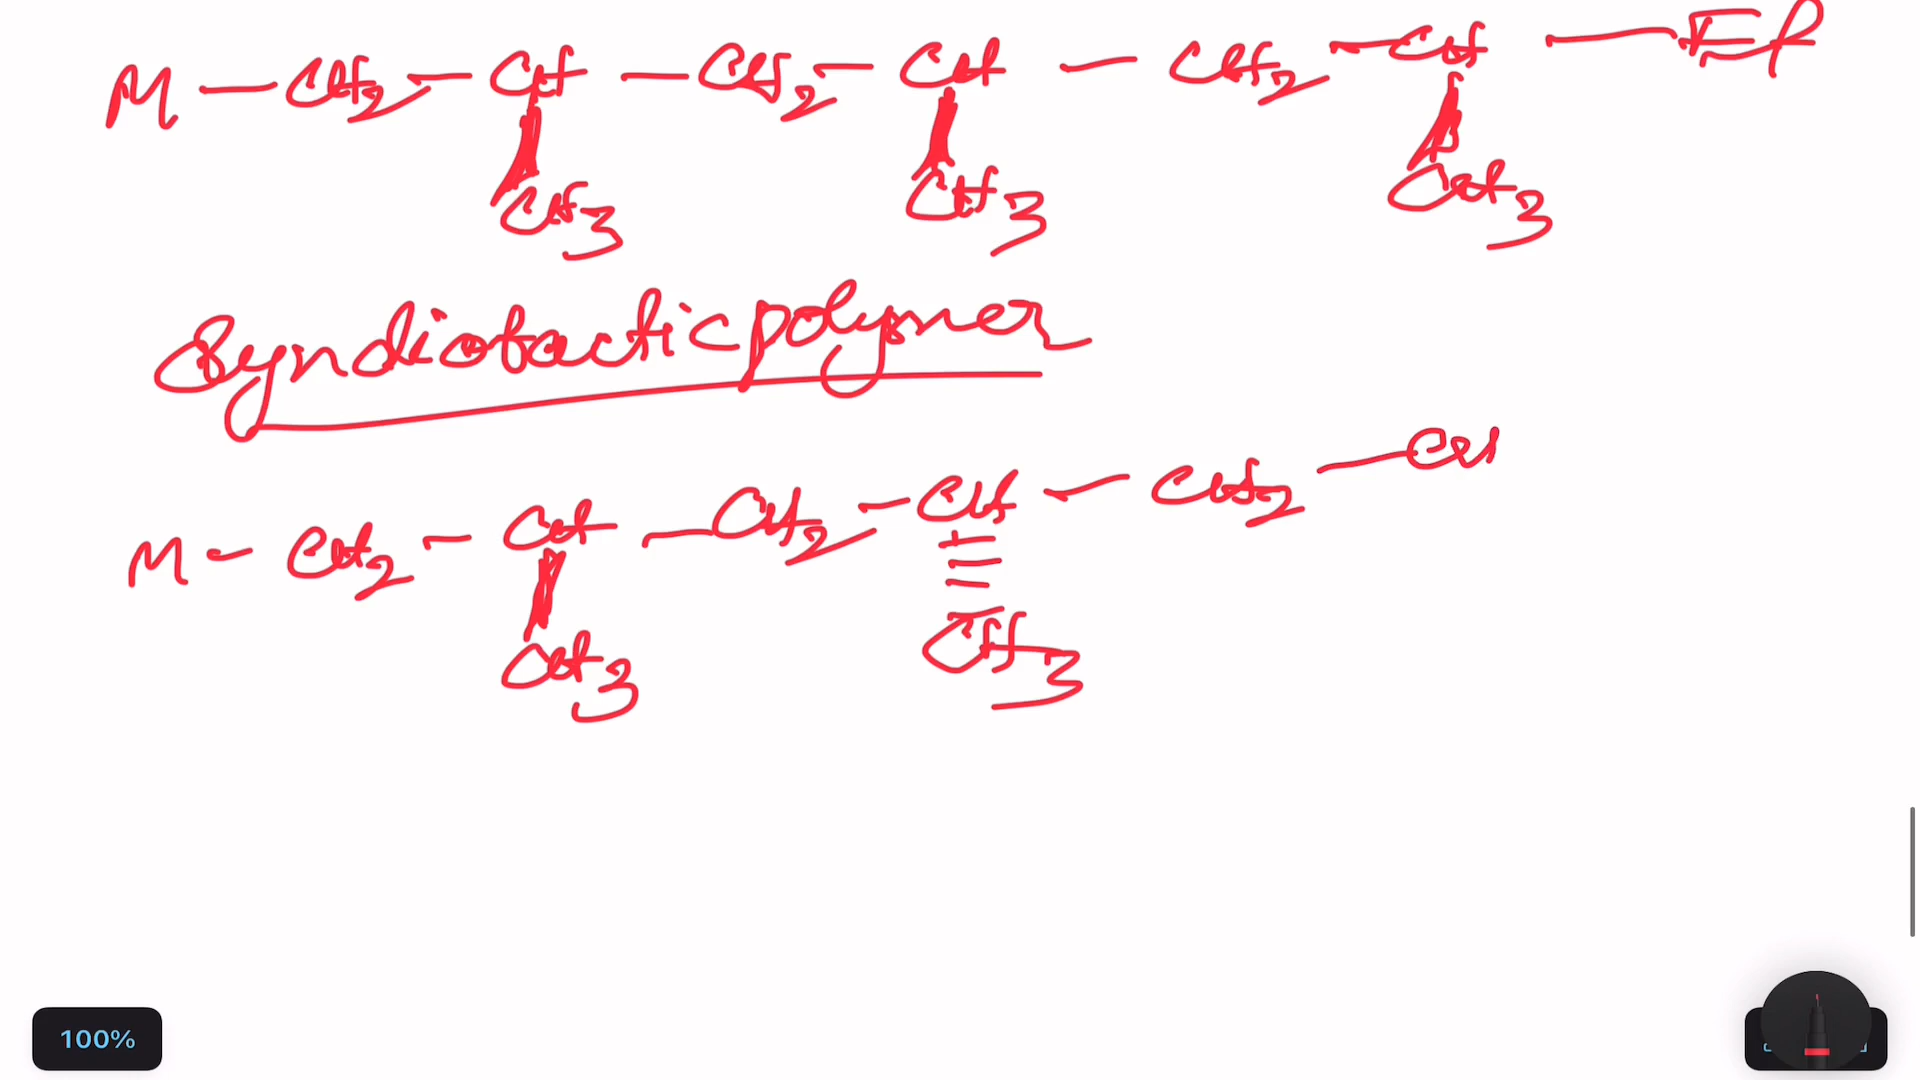 M — CH2 — CH — CH2 — CH — CH2 — CH — EP
CH3 CH3 CH3
Syndiotactic polymer
M - CH2 - CH - CH2 - CH - CH2 - CH
CH3 CH3
100%